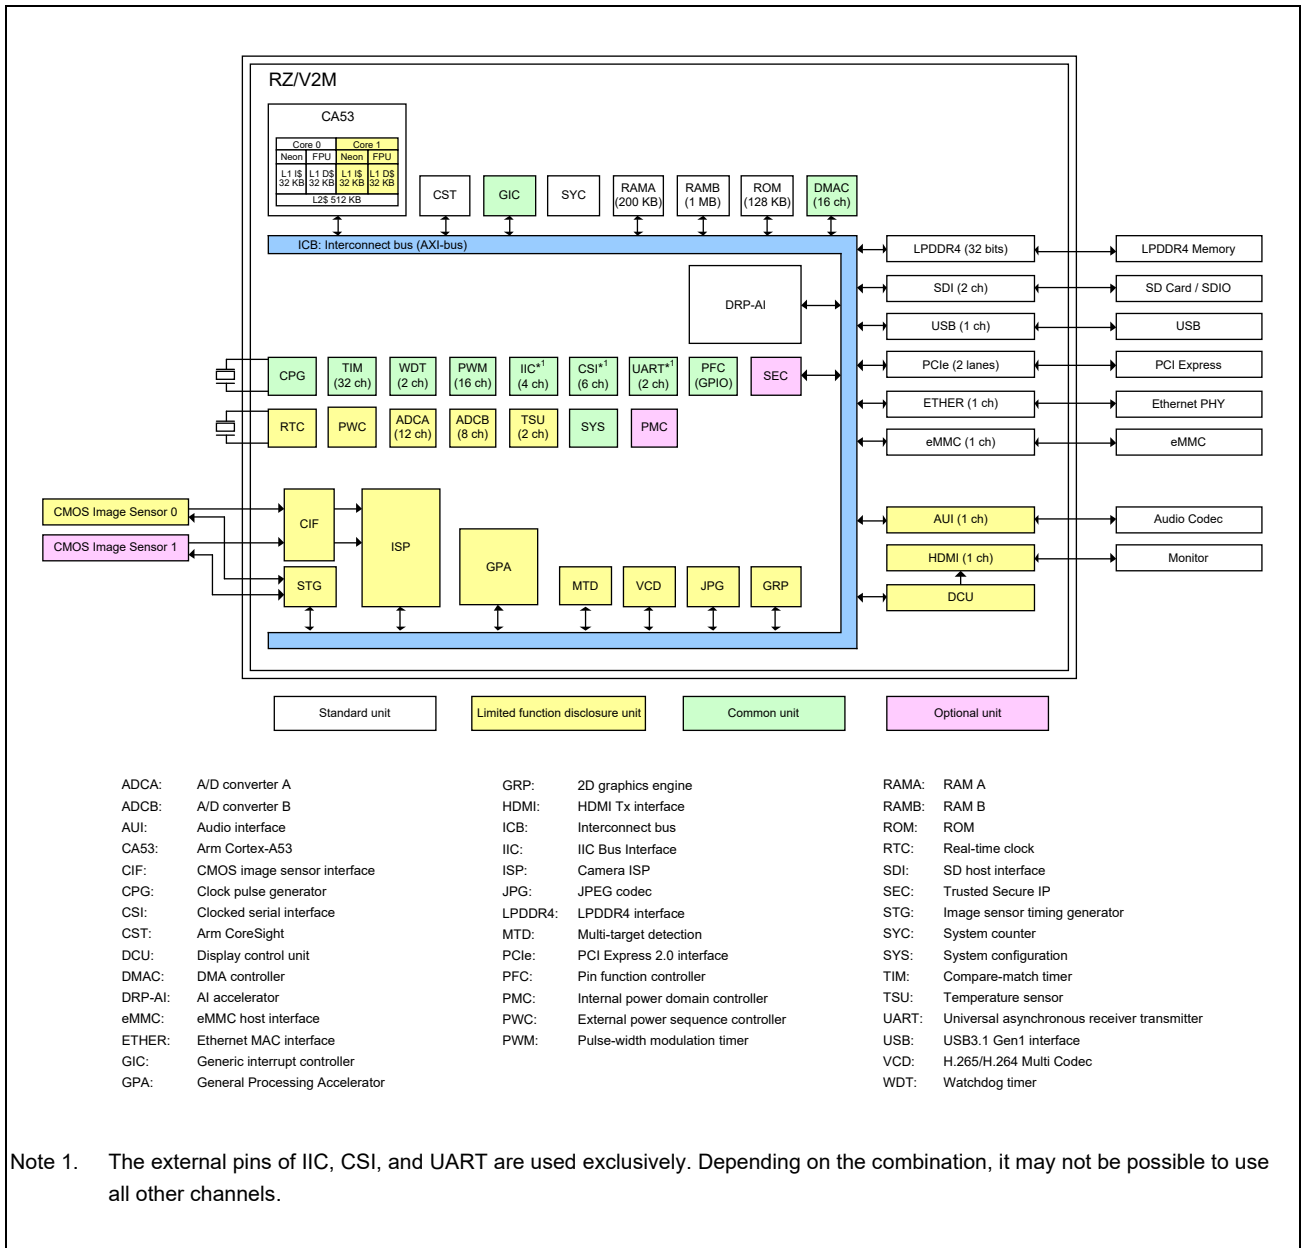 RZ/V2M
CA53
Core 0 Core 1
Neon FPU Neon FPU
L1 I$ L1 D$ L1 I$ L1 D$
32 KB 32 KB 32 KB 32 KB
L2$ 512 KB
CST
GIC
SYC
RAMA
(200 KB)
RAMB
(1 MB)
ROM
(128 KB)
DMAC
(16 ch)
ICB: Interconnect bus (AXI-bus)
LPDDR4 (32 bits)
LPDDR4 Memory
SDI (2 ch)
SD Card / SDIO
DRP-AI
USB (1 ch)
USB
PCIe (2 lanes)
PCI Express
ETHER (1 ch)
Ethernet PHY
eMMC (1 ch)
eMMC
CPG
TIM
(32 ch)
WDT
(2 ch)
PWM
(16 ch)
IIC*1
(4 ch)
CSI*1
(6 ch)
UART*1
(2 ch)
PFC
(GPIO)
SEC
RTC
PWC
ADCA
(12 ch)
ADCB
(8 ch)
TSU
(2 ch)
SYS
PMC
CMOS Image Sensor 0
CMOS Image Sensor 1
CIF
ISP
STG
GPA
MTD
VCD
JPG
GRP
AUI (1 ch)
Audio Codec
HDMI (1 ch)
Monitor
DCU
Standard unit
Limited function disclosure unit
Common unit
Optional unit
ADCA: A/D converter A
ADCB: A/D converter B
AUI: Audio interface
CA53: Arm Cortex-A53
CIF: CMOS image sensor interface
CPG: Clock pulse generator
CSI: Clocked serial interface
CST: Arm CoreSight
DCU: Display control unit
DMAC: DMA controller
DRP-AI: AI accelerator
eMMC: eMMC host interface
ETHER: Ethernet MAC interface
GIC: Generic interrupt controller
GPA: General Processing Accelerator
GRP: 2D graphics engine
HDMI: HDMI Tx interface
ICB: Interconnect bus
IIC: IIC Bus Interface
ISP: Camera ISP
JPG: JPEG codec
LPDDR4: LPDDR4 interface
MTD: Multi-target detection
PCIe: PCI Express 2.0 interface
PFC: Pin function controller
PMC: Internal power domain controller
PWC: External power sequence controller
PWM: Pulse-width modulation timer
RAMA: RAM A
RAMB: RAM B
ROM: ROM
RTC: Real-time clock
SDI: SD host interface
SEC: Trusted Secure IP
STG: Image sensor timing generator
SYC: System counter
SYS: System configuration
TIM: Compare-match timer
TSU: Temperature sensor
UART: Universal asynchronous receiver transmitter
USB: USB3.1 Gen1 interface
VCD: H.265/H.264 Multi Codec
WDT: Watchdog timer
Note 1. The external pins of IIC, CSI, and UART are used exclusively. Depending on the combination, it may not be possible to use
all other channels.